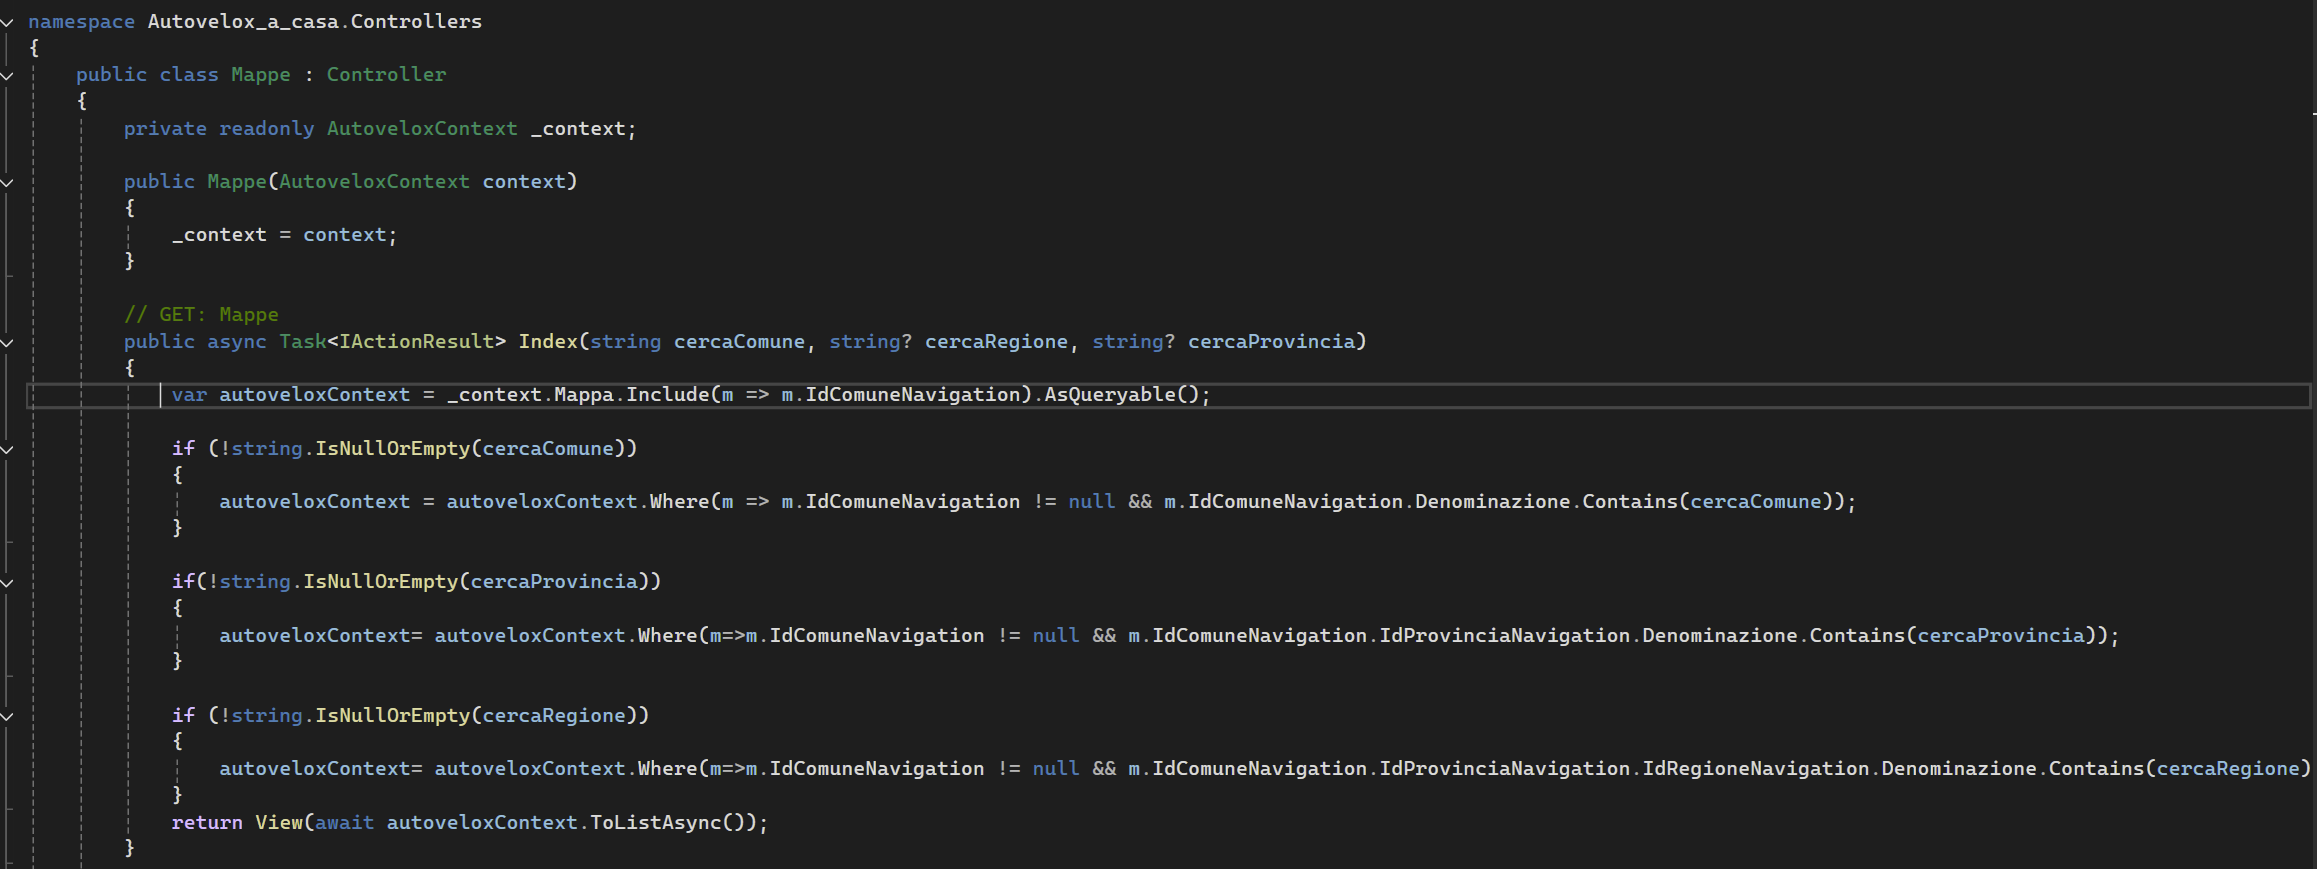 namespace Autovelox_a_casa.Controllers
{
    public class Mappe : Controller
    {
        private readonly AutoveloxContext _context;

        public Mappe(AutoveloxContext context)
        {
            _context = context;
        }

        // GET: Mappe
        public async Task<IActionResult> Index(string cercaComune, string? cercaRegione, string? cercaProvincia)
        {
            var autoveloxContext = _context.Mappa.Include(m => m.IdComuneNavigation).AsQueryable();

            if (!string.IsNullOrEmpty(cercaComune))
            {
                autoveloxContext = autoveloxContext.Where(m => m.IdComuneNavigation != null && m.IdComuneNavigation.Denominazione.Contains(cercaComune));
            }

            if(!string.IsNullOrEmpty(cercaProvincia))
            {
                autoveloxContext= autoveloxContext.Where(m=>m.IdComuneNavigation != null && m.IdComuneNavigation.IdProvinciaNavigation.Denominazione.Contains(cercaProvincia));
            }

            if (!string.IsNullOrEmpty(cercaRegione))
            {
                autoveloxContext= autoveloxContext.Where(m=>m.IdComuneNavigation != null && m.IdComuneNavigation.IdProvinciaNavigation.IdRegioneNavigation.Denominazione.Contains(cercaRegione)
            }
            return View(await autoveloxContext.ToListAsync());
        }